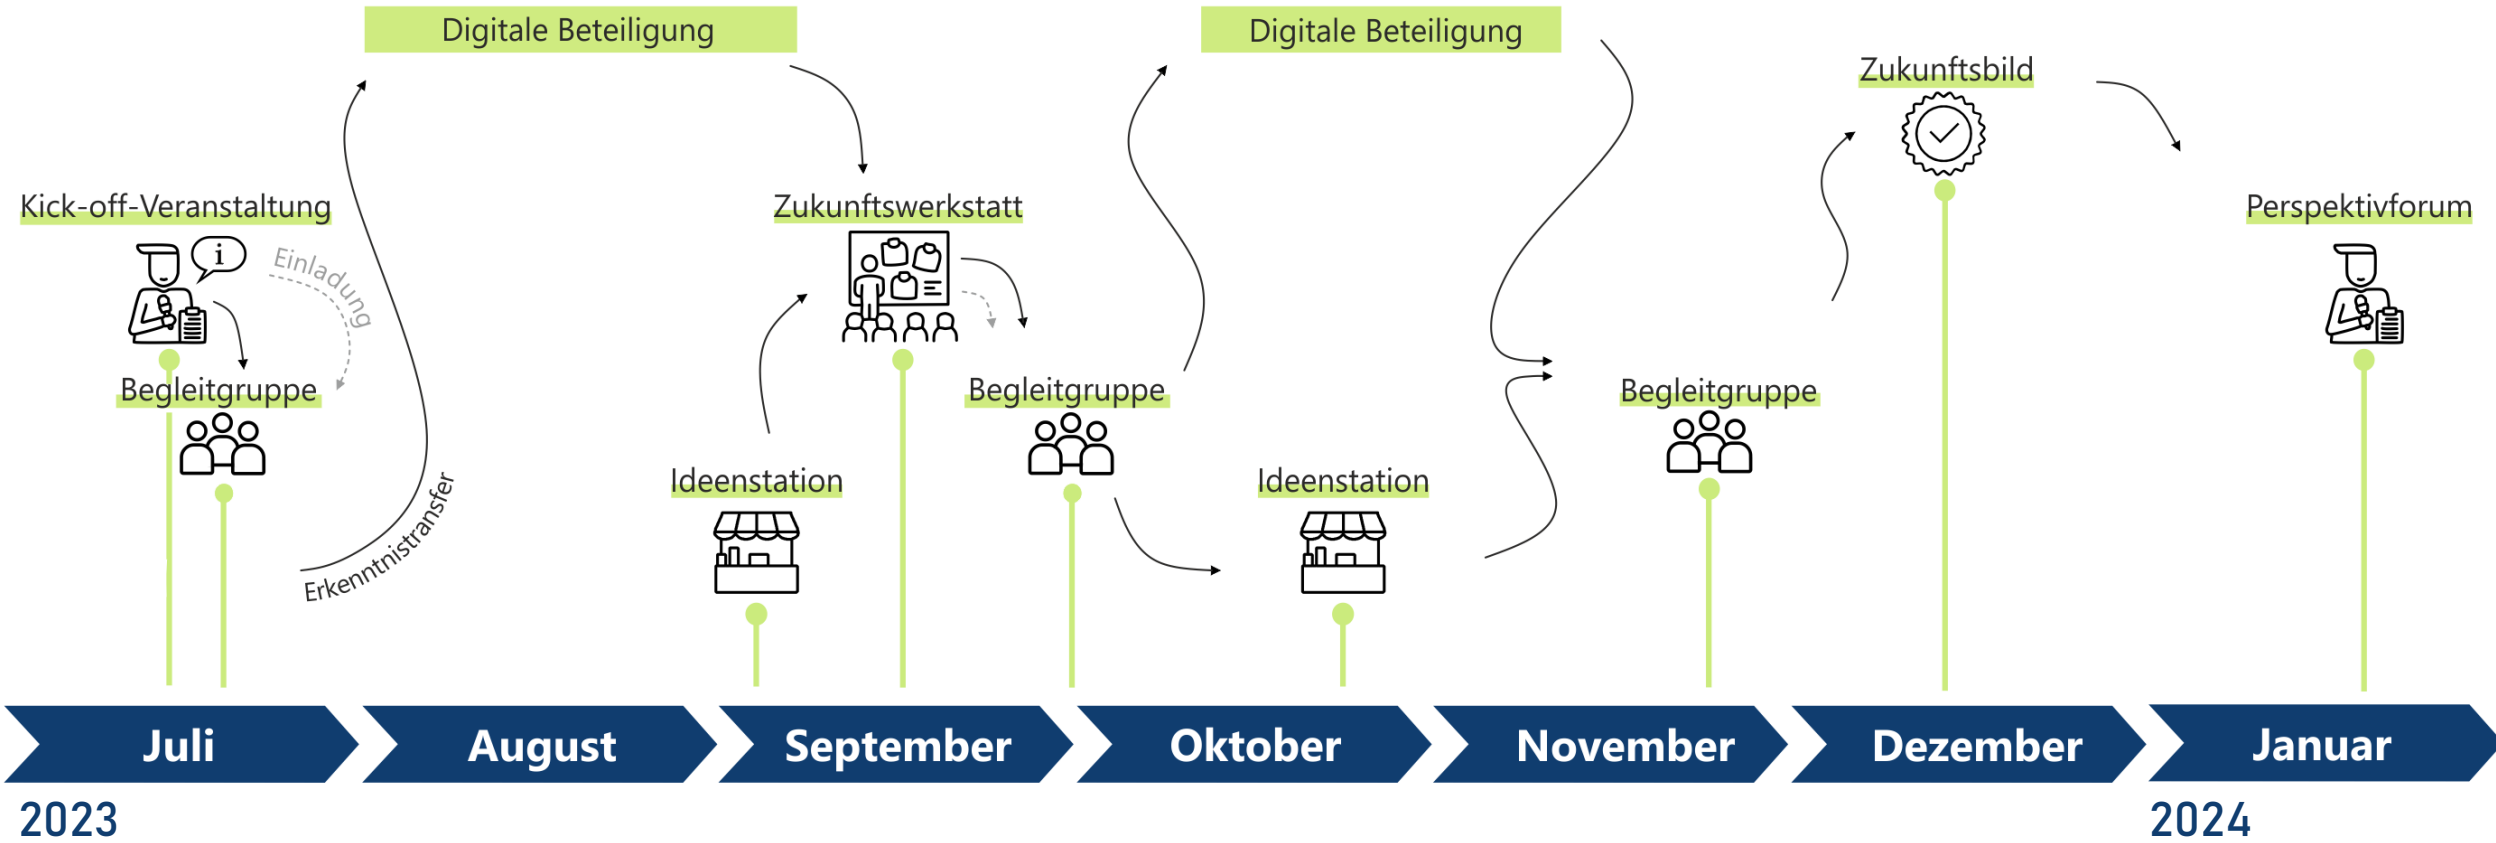 Digitale Beteiligung
Digitale Beteiligung
Zukunftsbild
Kick-off-Veranstaltung
Zukunftswerkstatt
Perspektivforum
i
Einladung
Begleitgruppe
Begleitgruppe
Begleitgruppe
Ideenstation
Ideenstation
Erkenntnistransfer
Juli
August
September
Oktober
November
Dezember
Januar
2023
2024